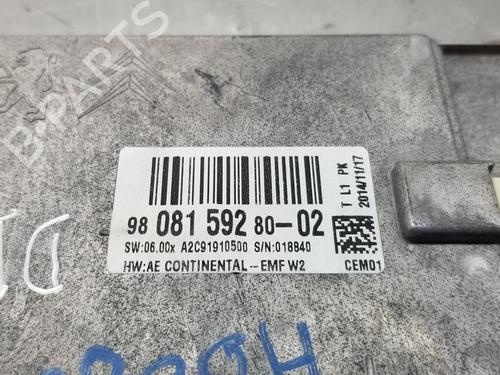 B-PARTS
98 081 592 80-02
SW:06.00x A2C91910500 S/N:018840
HW:AE CONTINENTAL-EMF W2
CEM01
T L1 PK
2014/11/17